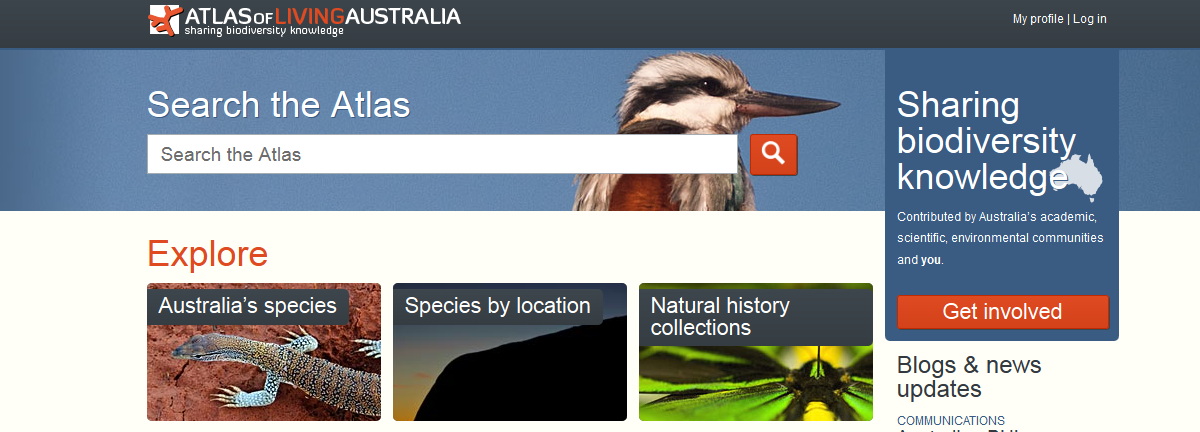 ATLAS OF LIVING AUSTRALIA
sharing biodiversity knowledge
My profile | Log in
Search the Atlas
Search the Atlas
Sharing
biodiversity
knowledge
Contributed by Australia's academic,
scientific, environmental communities
and you.
Get involved
Explore
Australia's species
Species by location
Natural history
collections
Blogs & news
updates
COMMUNICATIONS